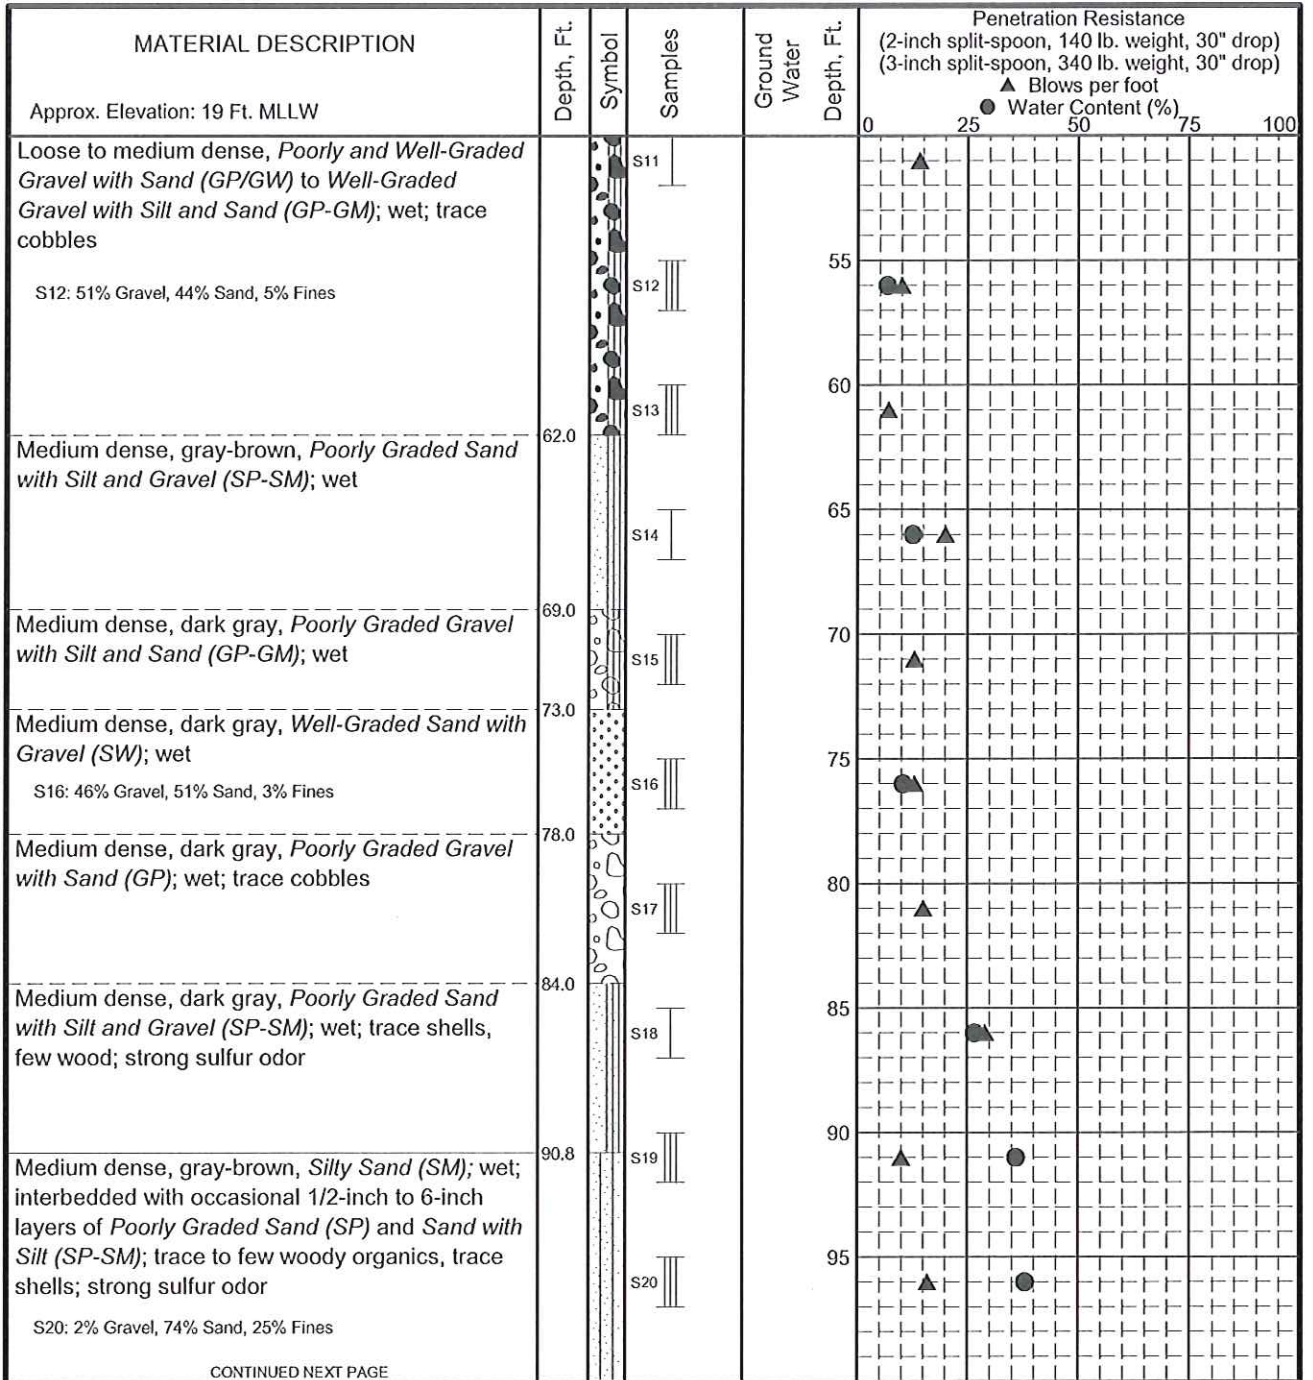 MATERIAL DESCRIPTION
Approx. Elevation: 19 Ft. MLLW
Depth, Ft.
Symbol
Samples
Ground
Water
Depth, Ft.
Penetration Resistance
(2-inch split-spoon, 140 lb. weight, 30" drop)
(3-inch split-spoon, 340 lb. weight, 30" drop)
▲ Blows per foot
● Water Content (%)
0 25 50 75 100
Loose to medium dense, Poorly and Well-Graded
Gravel with Sand (GP/GW) to Well-Graded
Gravel with Silt and Sand (GP-GM); wet; trace
cobbles
S12: 51% Gravel, 44% Sand, 5% Fines
Medium dense, gray-brown, Poorly Graded Sand
with Silt and Gravel (SP-SM); wet
Medium dense, dark gray, Poorly Graded Gravel
with Silt and Sand (GP-GM); wet
Medium dense, dark gray, Well-Graded Sand with
Gravel (SW); wet
S16: 46% Gravel, 51% Sand, 3% Fines
Medium dense, dark gray, Poorly Graded Gravel
with Sand (GP); wet; trace cobbles
Medium dense, dark gray, Poorly Graded Sand
with Silt and Gravel (SP-SM); wet; trace shells,
few wood; strong sulfur odor
Medium dense, gray-brown, Silty Sand (SM); wet;
interbedded with occasional 1/2-inch to 6-inch
layers of Poorly Graded Sand (SP) and Sand with
Silt (SP-SM); trace to few woody organics, trace
shells; strong sulfur odor
S20: 2% Gravel, 74% Sand, 25% Fines
CONTINUED NEXT PAGE
62.0
69.0
73.0
78.0
84.0
90.8
S11
S12
S13
S14
S15
S16
S17
S18
S19
S20
55
60
65
70
75
80
85
90
95